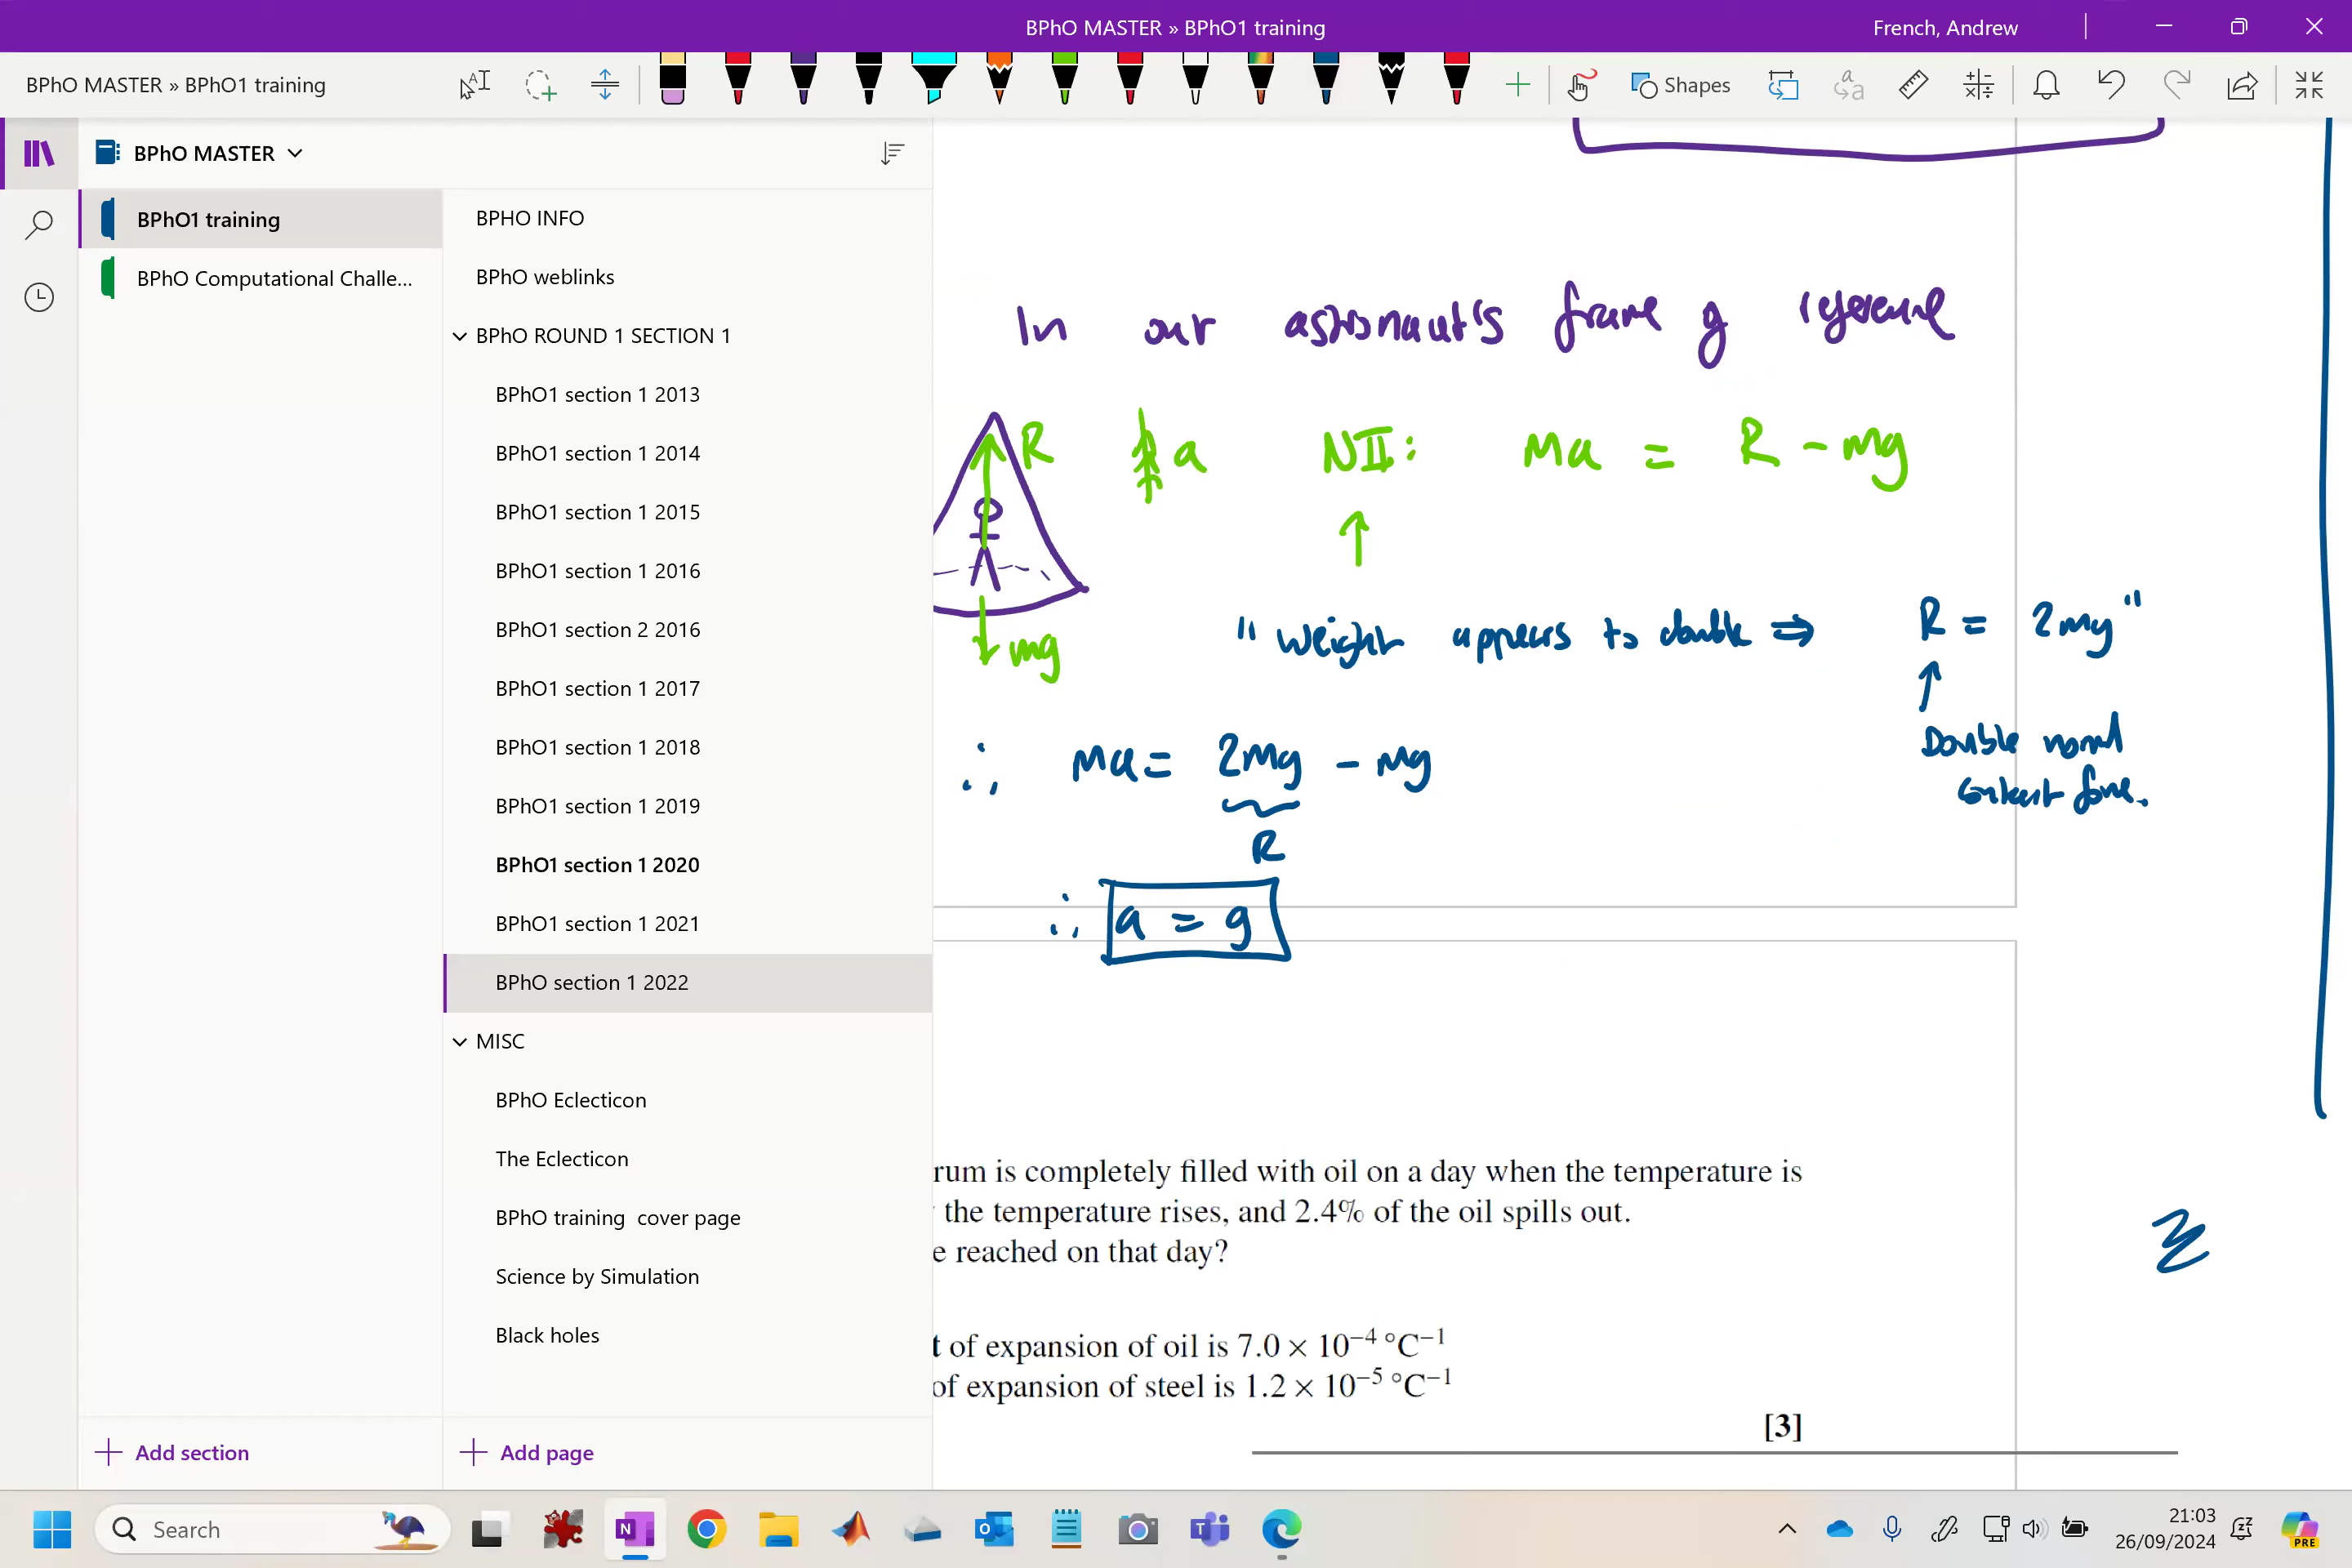 BPhO MASTER » BPhO1 training
French, Andrew
BPhO MASTER » BPhO1 training
Shapes
BPhO MASTER
BPhO1 training
BPhO Computational Challe...
Add section
BPHO INFO
BPhO weblinks
BPhO ROUND 1 SECTION 1
BPhO1 section 1 2013
BPhO1 section 1 2014
BPhO1 section 1 2015
BPhO1 section 1 2016
BPhO1 section 2 2016
BPhO1 section 1 2017
BPhO1 section 1 2018
BPhO1 section 1 2019
BPhO1 section 1 2020
BPhO1 section 1 2021
BPhO section 1 2022
MISC
BPhO Eclecticon
The Eclecticon
BPhO training cover page
Science by Simulation
Black holes
Add page
In our astronaut's frame of reference
R a NII: Ma = R - mg
mg
"Weight appears to double ⇒ R = 2mg"
Double normal
contact force.
∴ Ma = 2Mg - Mg
R
∴ a = g
rum is completely filled with oil on a day when the temperature is
the temperature rises, and 2.4% of the oil spills out.
e reached on that day?
t of expansion of oil is 7.0 × 10⁻⁴ °C⁻¹
of expansion of steel is 1.2 × 10⁻⁵ °C⁻¹
[3]
Search
21:03
26/09/2024
PRE